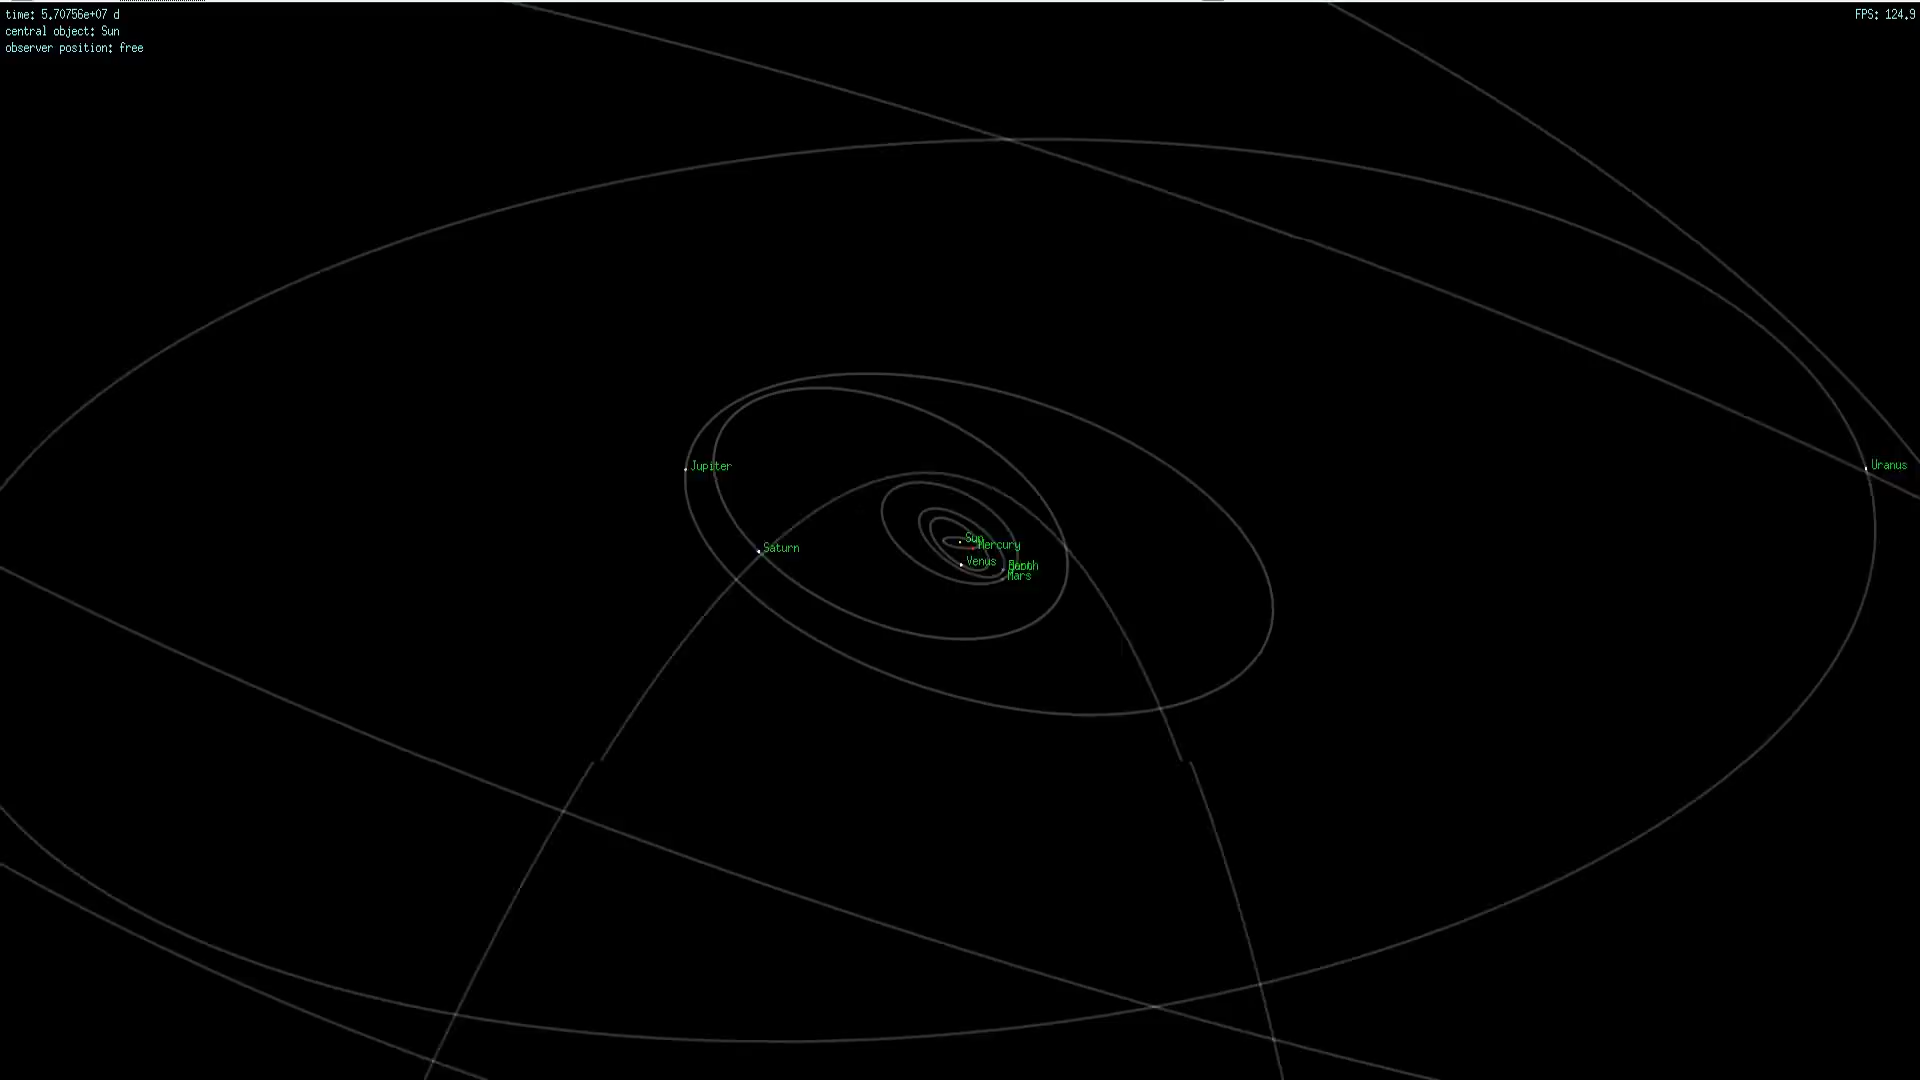 time: 5.70756e+07 d
central object: Sun
observer position: free
FPS: 124.9
Uranus
Jupiter
Sun
Mercury
Saturn
Venus
Mars